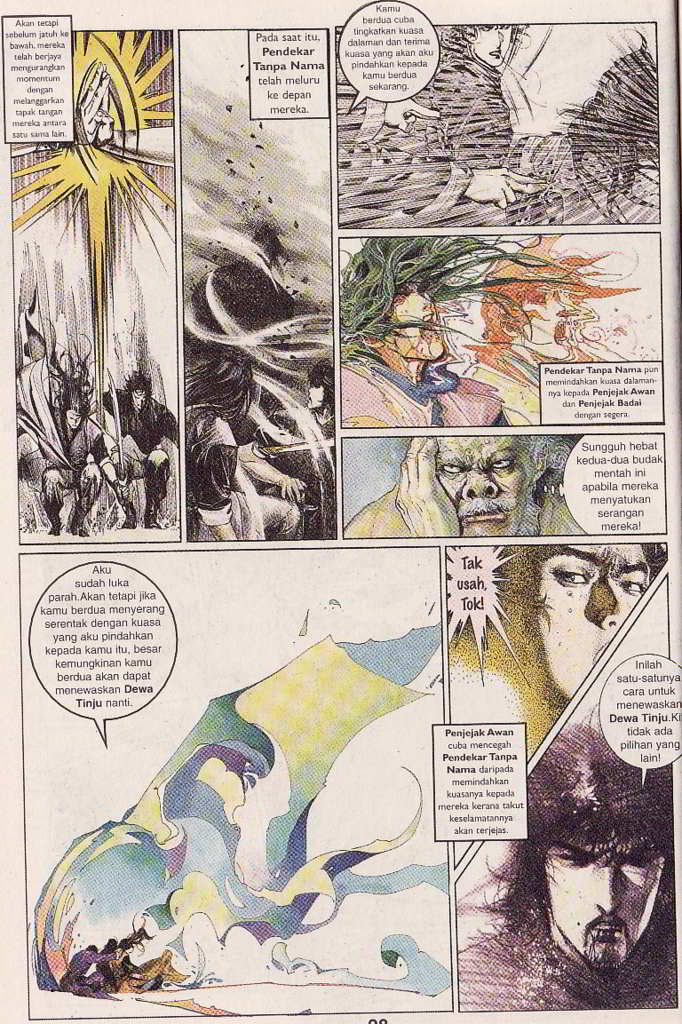 Akan tetapi
sebelum jatuh ke
bawah, mereka
telah berjaya
mengurangkan
momentum
dengan
melanggarkan
tapak tangan
mereka antara
satu sama lain.
Pada saat itu,
Pendekar
Tanpa Nama
telah meluru
ke depan
mereka.
Kamu
berdua cuba
tingkatkan kuasa
dalaman dan terima
kuasa yang akan aku
pindahkan kepada
kamu berdua
sekarang.
Pendekar Tanpa Nama pun
memindahkan kuasa dalaman-
nya kepada Penjejak Awan
dan Penjejak Badai
dengan segera.
Sungguh hebat
kedua-dua budak
mentah ini
apabila mereka
menyatukan
serangan
mereka!
Aku
sudah luka
parah.Akan tetapi jika
kamu berdua menyerang
serentak dengan kuasa
yang aku pindahkan
kepada kamu itu, besar
kemungkinan kamu
berdua akan dapat
menewaskan Dewa
Tinju nanti.
Tak
usah,
Tok!
Penjejak Awan
cuba mencegah
Pendekar Tanpa
Nama daripada
memindahkan
kuasanya kepada
mereka kerana takut
keselamatannya
akan terjejas.
Inilah
satu-satunya
cara untuk
menewaskan
Dewa Tinju.Ki
tidak ada
pilihan yang
lain!